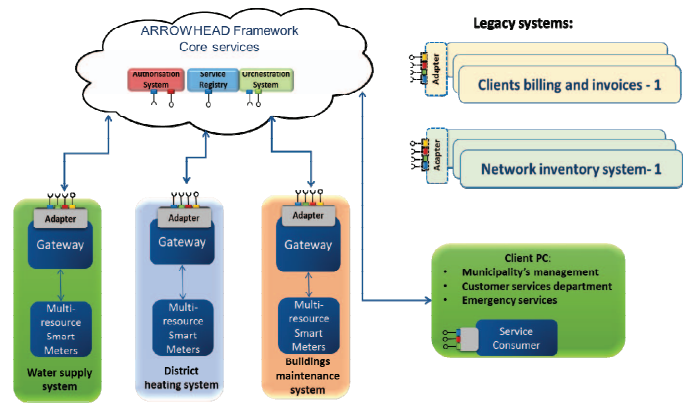 ARROWHEAD Framework
Core services
Authorisation
System
Service
Registry
Orchestration
System
Legacy systems:
Adapter
Clients billing and invoices - 1
Adapter
Network inventory system- 1
Adapter
Gateway
Multi-
resource
Smart
Meters
Water supply
system
Adapter
Gateway
Multi-
resource
Smart
Meters
District
heating system
Adapter
Gateway
Multi-
resource
Smart
Meters
Buildings
maintenance
system
Client PC:
• Municipality's management
• Customer services department
• Emergency services
Service
Consumer